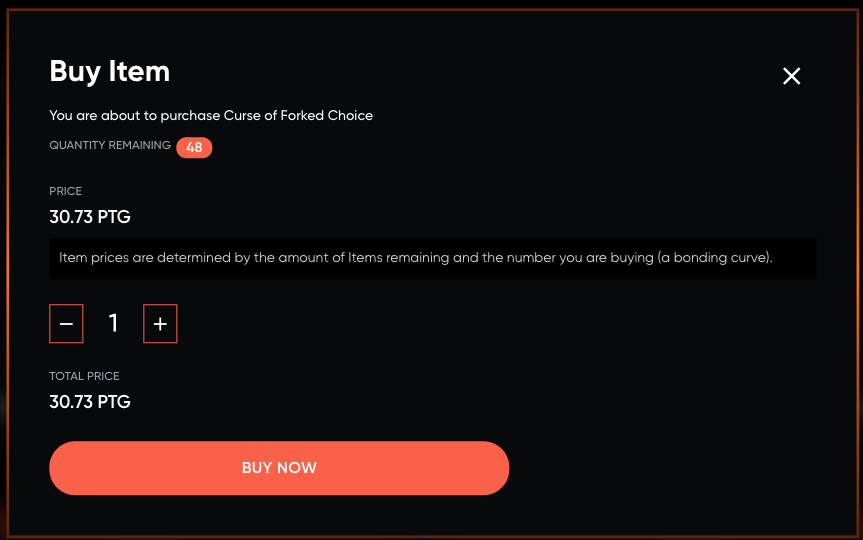 Buy Item
You are about to purchase Curse of Forked Choice
QUANTITY REMAINING 48
PRICE
30.73 PTG
Item prices are determined by the amount of Items remaining and the number you are buying (a bonding curve).
− 1 +
TOTAL PRICE
30.73 PTG
BUY NOW